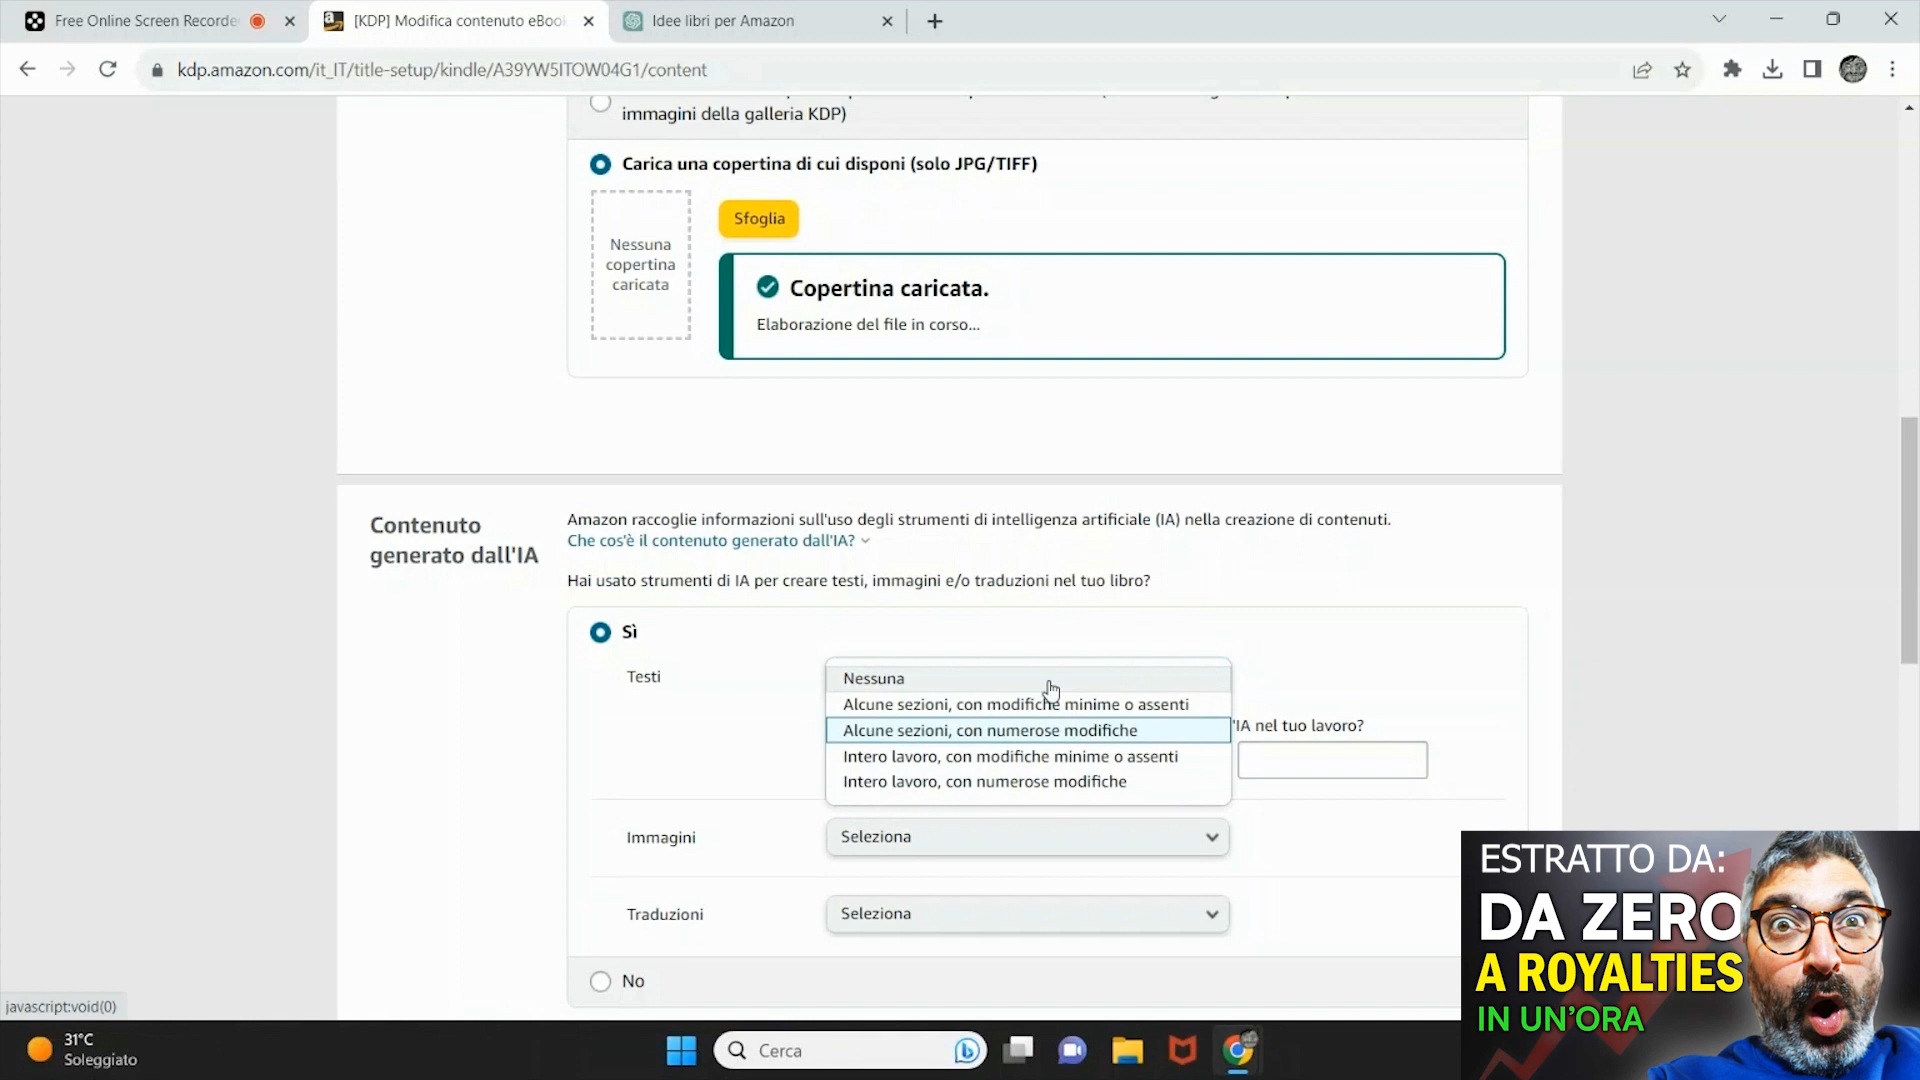 Free Online Screen Recorde
[KDP] Modifica contenuto eBook
Idee libri per Amazon
kdp.amazon.com/it_IT/title-setup/kindle/A39YW5ITOW04G1/content
immagini della galleria KDP)
Carica una copertina di cui disponi (solo JPG/TIFF)
Sfoglia
Nessuna
copertina
caricata
Copertina caricata.
Elaborazione del file in corso...
Contenuto
generato dall'IA
Amazon raccoglie informazioni sull'uso degli strumenti di intelligenza artificiale (IA) nella creazione di contenuti.
Che cos'è il contenuto generato dall'IA?
Hai usato strumenti di IA per creare testi, immagini e/o traduzioni nel tuo libro?
Sì
Testi
Nessuna
Alcune sezioni, con modifiche minime o assenti
Alcune sezioni, con numerose modifiche
Intero lavoro, con modifiche minime o assenti
Intero lavoro, con numerose modifiche
'IA nel tuo lavoro?
Immagini
Seleziona
Traduzioni
Seleziona
No
javascript:void(0)
ESTRATTO DA:
DA ZERO
A ROYALTIES
IN UN'ORA
31°C
Soleggiato
Cerca